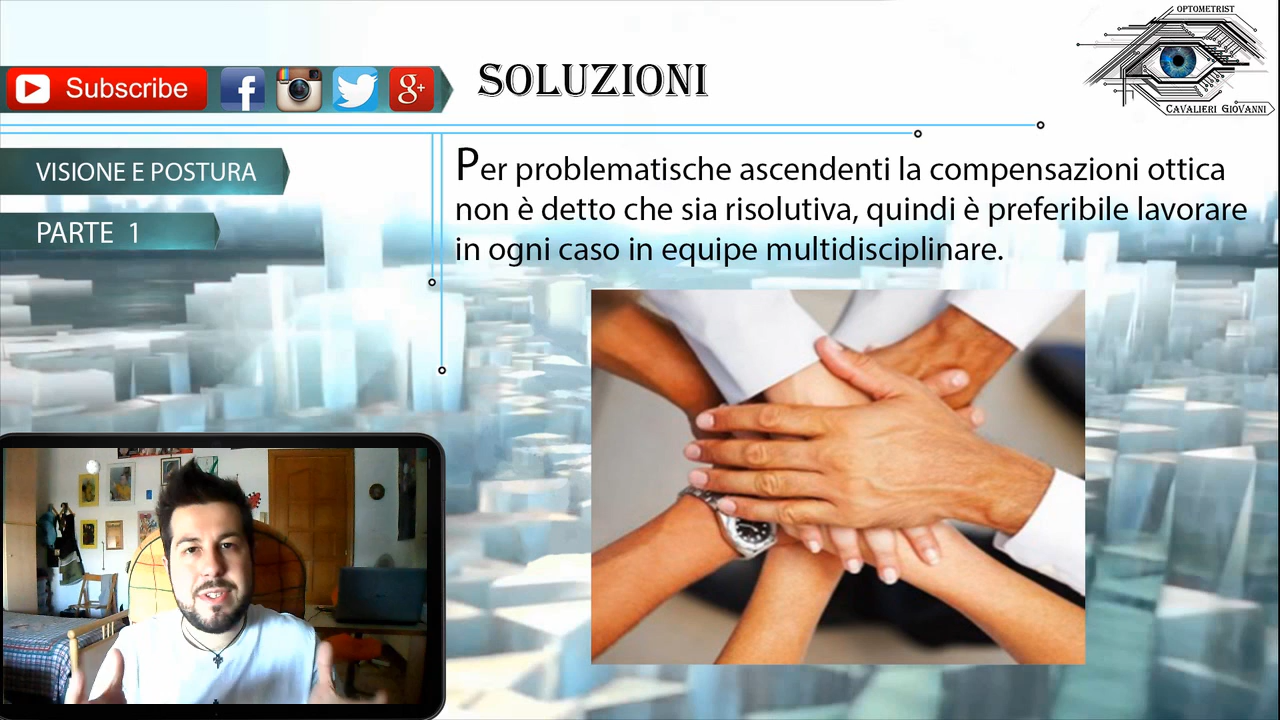 OPTOMETRIST
CAVALIERI GIOVANNI
Subscribe
SOLUZIONI
VISIONE E POSTURA
PARTE 1
Per problematische ascendenti la compensazioni ottica
non è detto che sia risolutiva, quindi è preferibile lavorare
in ogni caso in equipe multidisciplinare.